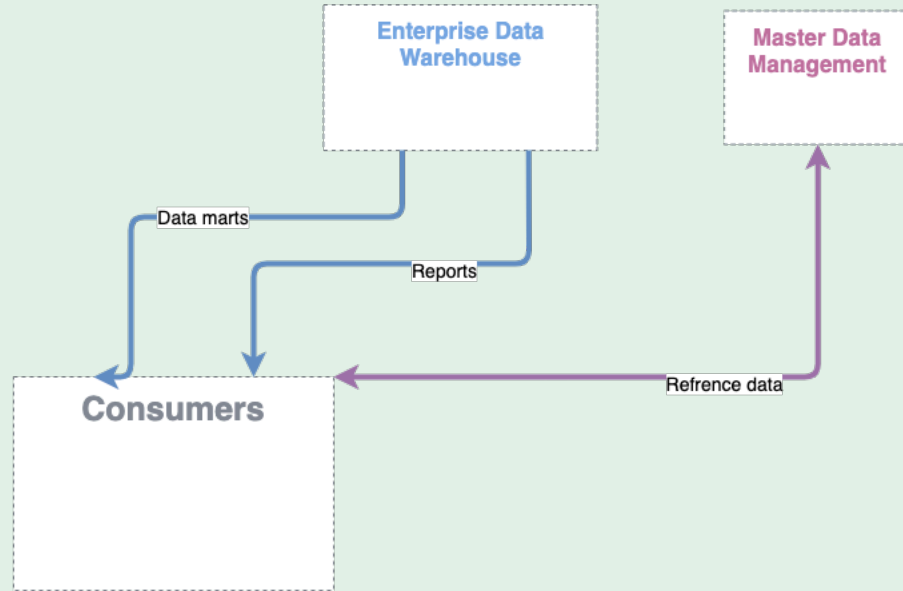 Enterprise Data
Warehouse
Master Data
Management
Data marts
Reports
Refrence data
Consumers